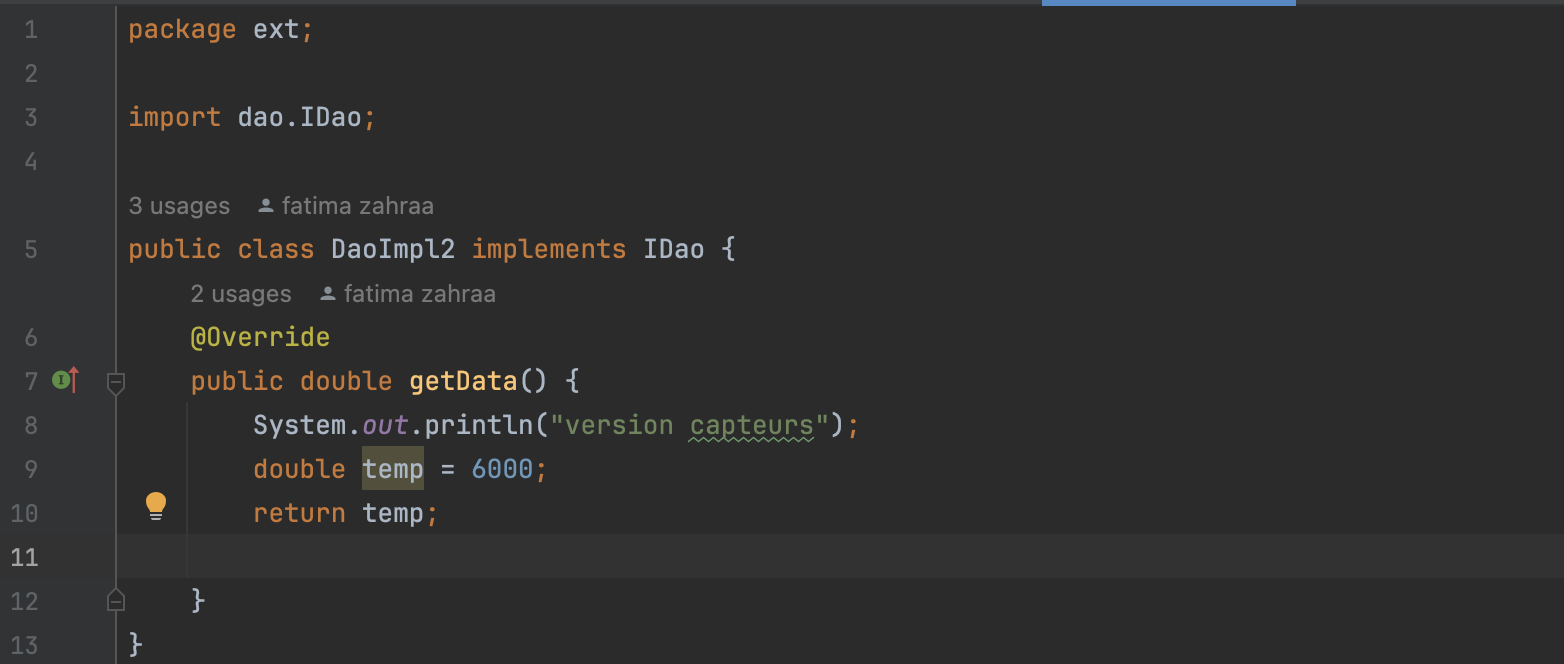 1 package ext;
2
3 import dao.IDao;
4
3 usages fatima zahraa
5 public class DaoImpl2 implements IDao {
2 usages fatima zahraa
6 @Override
7 public double getData() {
8 System.out.println("version capteurs");
9 double temp = 6000;
10 return temp;
11
12 }
13 }